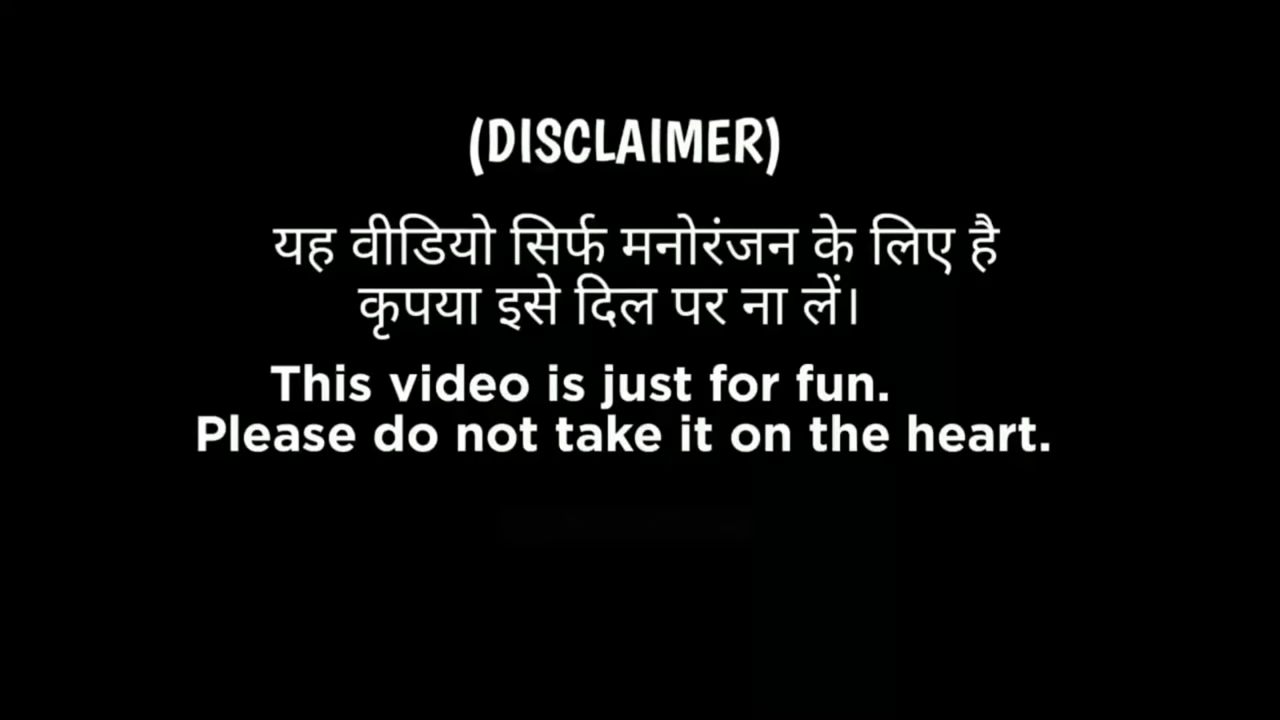 (DISCLAIMER)
यह वीडियो सिर्फ मनोरंजन के लिए है
कृपया इसे दिल पर ना लें।
This video is just for fun.
Please do not take it on the heart.